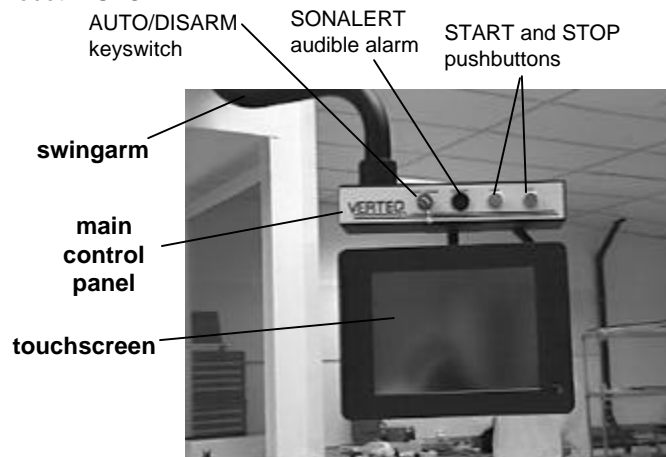 AUTO/DISARM
keyswitch
SONALERT
audible alarm
START and STOP
pushbuttons
swingarm
main
control
panel
touchscreen
VERTEQ